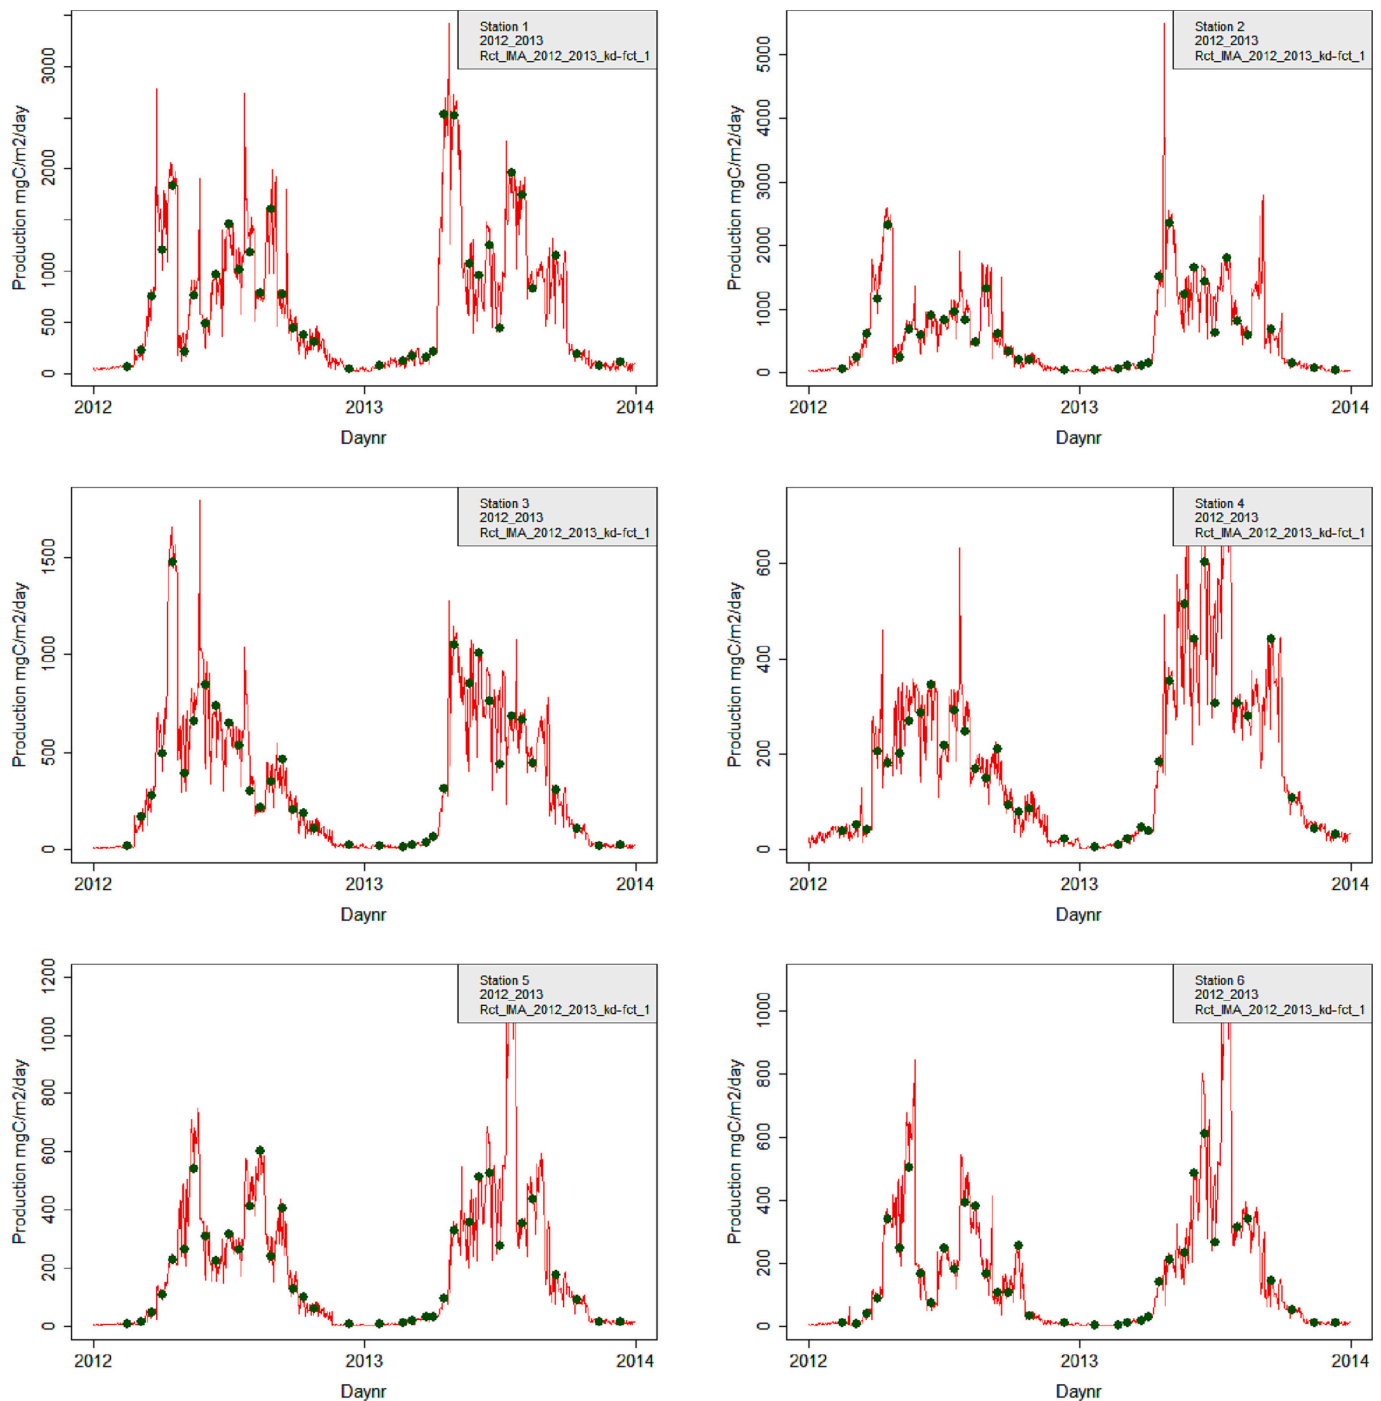 Station 1
2012_2013
Rct_IMA_2012_2013_kd-fct_1
Production mgC/m2/day
0
500
1000
2000
3000
2012
2013
2014
Daynr
Station 2
2012_2013
Rct_IMA_2012_2013_kd-fct_1
Production mgC/m2/day
0
1000
2000
3000
4000
5000
2012
2013
2014
Daynr
Station 3
2012_2013
Rct_IMA_2012_2013_kd-fct_1
Production mgC/m2/day
0
500
1000
1500
2012
2013
2014
Daynr
Station 4
2012_2013
Rct_IMA_2012_2013_kd-fct_1
Production mgC/m2/day
0
200
400
600
2012
2013
2014
Daynr
Station 5
2012_2013
Rct_IMA_2012_2013_kd-fct_1
Production mgC/m2/day
0
200
400
600
800
1000
1200
2012
2013
2014
Daynr
Station 6
2012_2013
Rct_IMA_2012_2013_kd-fct_1
Production mgC/m2/day
0
200
400
600
800
1000
2012
2013
2014
Daynr